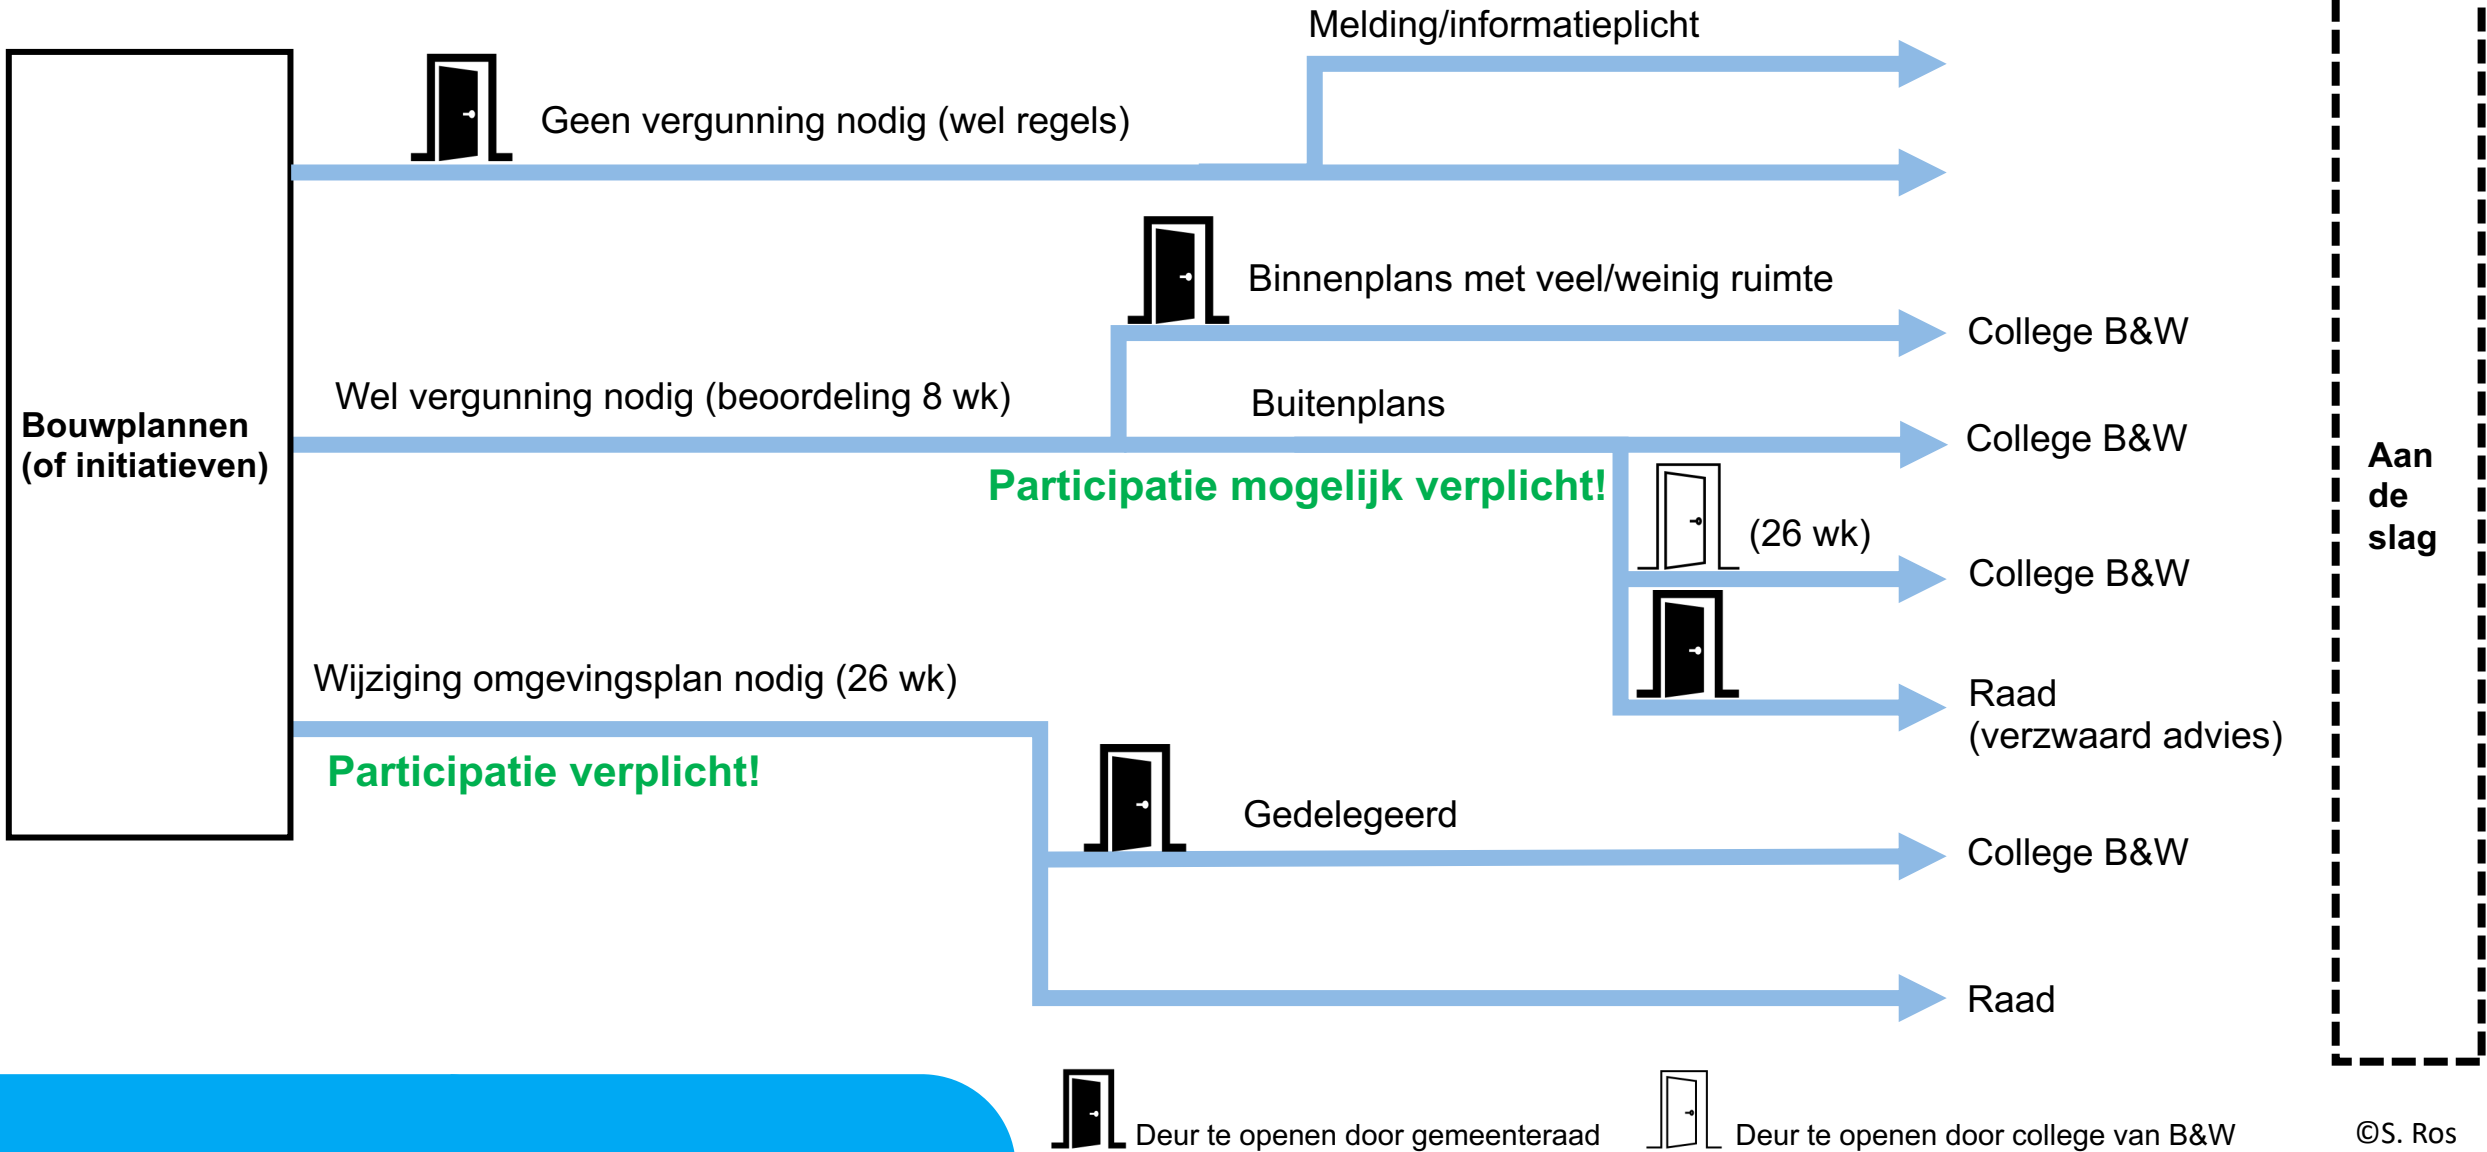 Melding/informatieplicht
Geen vergunning nodig (wel regels)
Binnenplans met veel/weinig ruimte
College B&W
Wel vergunning nodig (beoordeling 8 wk)
Buitenplans
College B&W
Bouwplannen
(of initiatieven)
Participatie mogelijk verplicht!
Aan
de
slag
(26 wk)
College B&W
Wijziging omgevingsplan nodig (26 wk)
Raad
(verzwaard advies)
Participatie verplicht!
Gedelegeerd
College B&W
Raad
Deur te openen door gemeenteraad
Deur te openen door college van B&W
©S. Ros